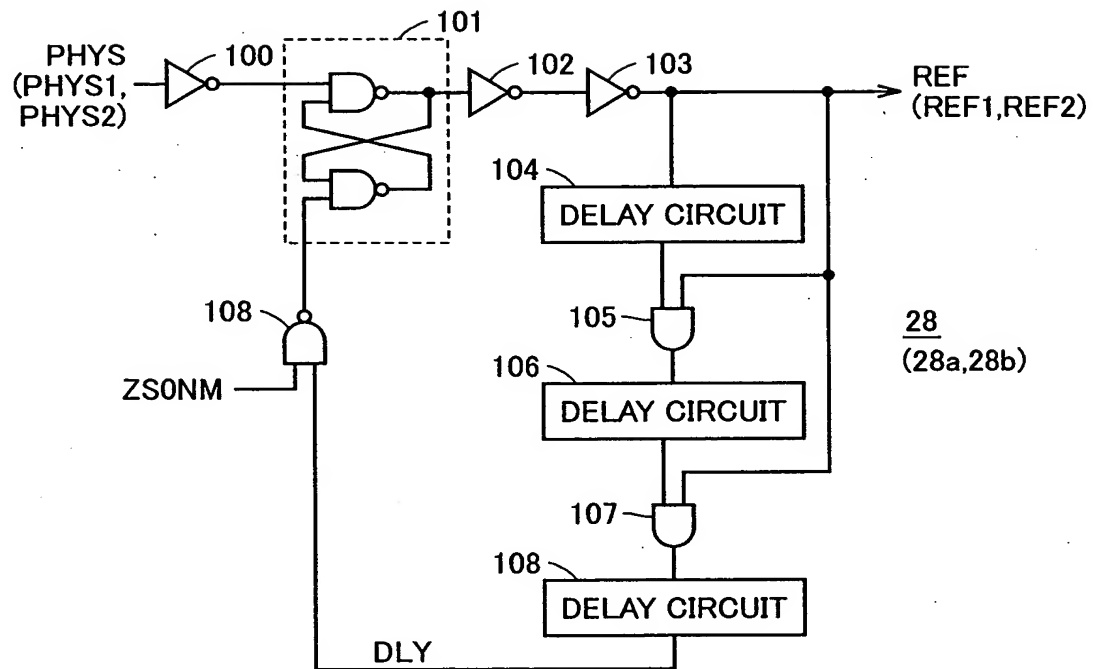 101
PHYS
(PHYS1,
PHYS2)
100
102
103
REF
(REF1,REF2)
104
DELAY CIRCUIT
105
108
28
(28a,28b)
106
DELAY CIRCUIT
ZS0NM
107
108
DELAY CIRCUIT
DLY